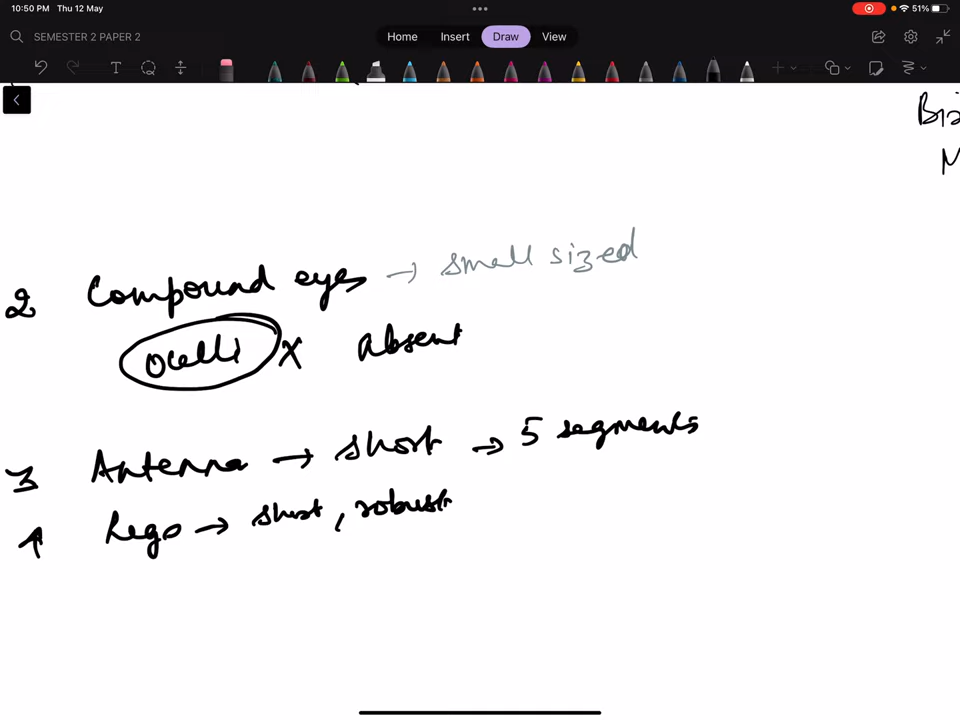 10:50 PM Thu 12 May
51%
SEMESTER 2 PAPER 2
Home Insert Draw View
2 Compound eyes → small sized
Ocelli X absent
3 Antenna → short → 5 segments
4 Legs → short, robust